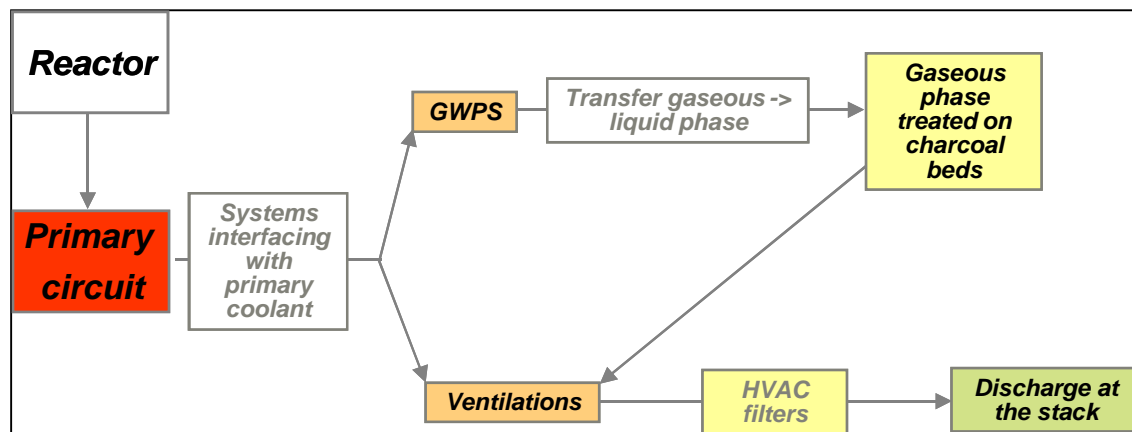 Reactor
Primary
circuit
Systems
interfacing
with
primary
coolant
GWPS
Transfer gaseous ->
liquid phase
Gaseous
phase
treated on
charcoal
beds
Ventilations
HVAC
filters
Discharge at
the stack